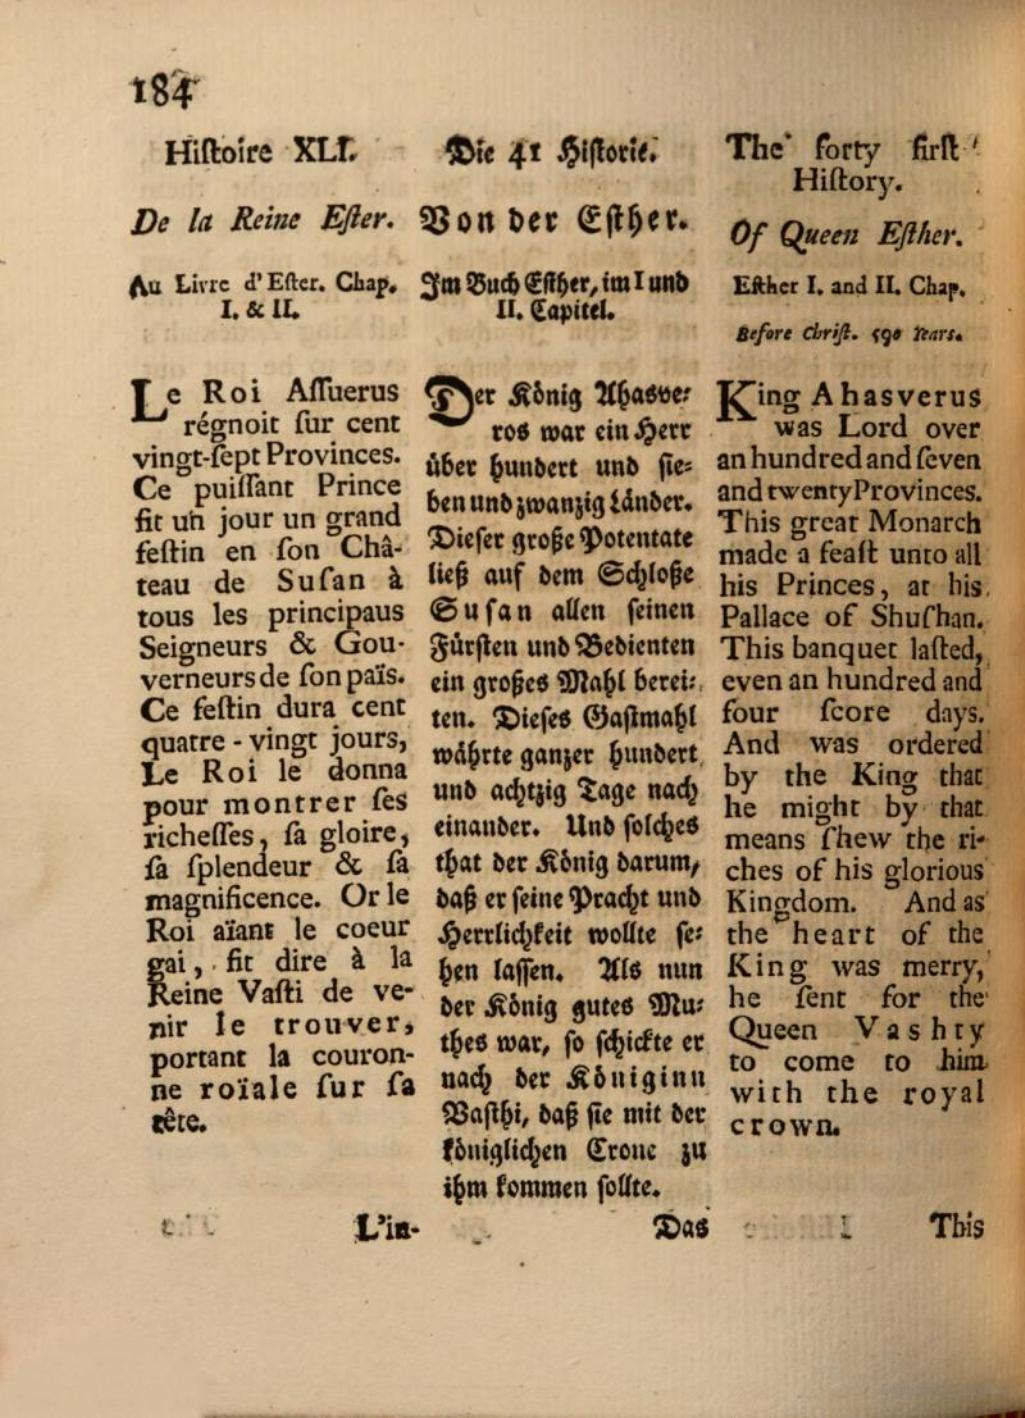 184
Hiſtoire XLI.
De la Reine Eſter.
Au Livre d'Eſter. Chap.
I. & II.
Le Roi Aſſuerus
régnoit ſur cent
vingt-ſept Provinces.
Ce puiſſant Prince
fit un jour un grand
feſtin en ſon Châ-
teau de Suſan à
tous les principaus
Seigneurs & Gou-
verneurs de ſon païs.
Ce feſtin dura cent
quatre-vingt jours,
Le Roi le donna
pour montrer ſes
richeſſes, ſa gloire,
ſa ſplendeur & ſa
magnificence. Or le
Roi aïant le coeur
gai, fit dire à la
Reine Vaſti de ve-
nir le trouver,
portant la couron-
ne roïale ſur ſa
tête.
L'in-
Die 41 Hiſtorie.
Von der Eſther.
Im Buch Eſther, im I und
II. Capitel.
Der König Ahasve-
ros war ein Herr
über hundert und ſie-
ben und zwanzig Länder.
Dieſer große Potentate
ließ auf dem Schloße
Suſan allen ſeinen
Fürſten und Bedienten
ein großes Mahl berei-
ten. Dieſes Gaſtmahl
währte ganzer hundert
und achtzig Tage nach
einander. Und ſolches
that der König darum,
daß er ſeine Pracht und
Herrlichkeit wollte ſe-
hen laſſen. Als nun
der König gutes Mu-
thes war, ſo ſchickte er
nach der Königinn
Vaſthi, daß ſie mit der
königlichen Crone zu
ihm kommen ſollte.
Das
The forty firſt
Hiſtory.
Of Queen Eſther.
Eſther I. and II. Chap.
Before Chriſt. 590 Years.
King Ahasverus
was Lord over
an hundred and ſeven
and twenty Provinces.
This great Monarch
made a feaſt unto all
his Princes, at his
Pallace of Shuſhan.
This banquet laſted,
even an hundred and
four ſcore days.
And was ordered
by the King that
he might by that
means ſhew the ri-
ches of his glorious
Kingdom. And as
the heart of the
King was merry,
he ſent for the
Queen Vashty
to come to him
with the royal
crown.
This